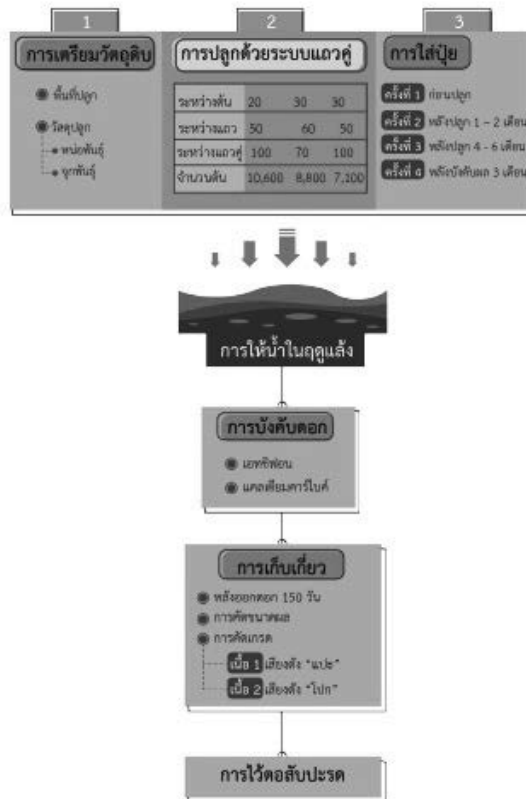 1
การเตรียมวัตถุดิบ
พื้นที่ปลูก
วัสดุปลูก
หน่อพันธุ์
จุกพันธุ์
2
การปลูกด้วยระบบแถวคู่
ระหว่างต้น 20 30 30
ระหว่างแถว 50 60 50
ระหว่างแถวคู่ 100 70 100
จำนวนต้น 10,600 8,800 7,100
3
การใส่ปุ๋ย
ครั้งที่ 1 ก่อนปลูก
ครั้งที่ 2 หลังปลูก 1 – 2 เดือน
ครั้งที่ 3 หลังปลูก 4 - 6 เดือน
ครั้งที่ 4 หลังบังคับผล 3 เดือน
การให้น้ำในฤดูแล้ง
การบังคับดอก
เอทธิฟอน
แคลเซียมคาร์ไบด์
การเก็บเกี่ยว
หลังออกดอก 150 วัน
การคัดขนาดผล
การคัดเกรด
เนื้อ 1 เสียงดัง “แปะ”
เนื้อ 2 เสียงดัง “โปก”
การไว้ตอสับปะรด